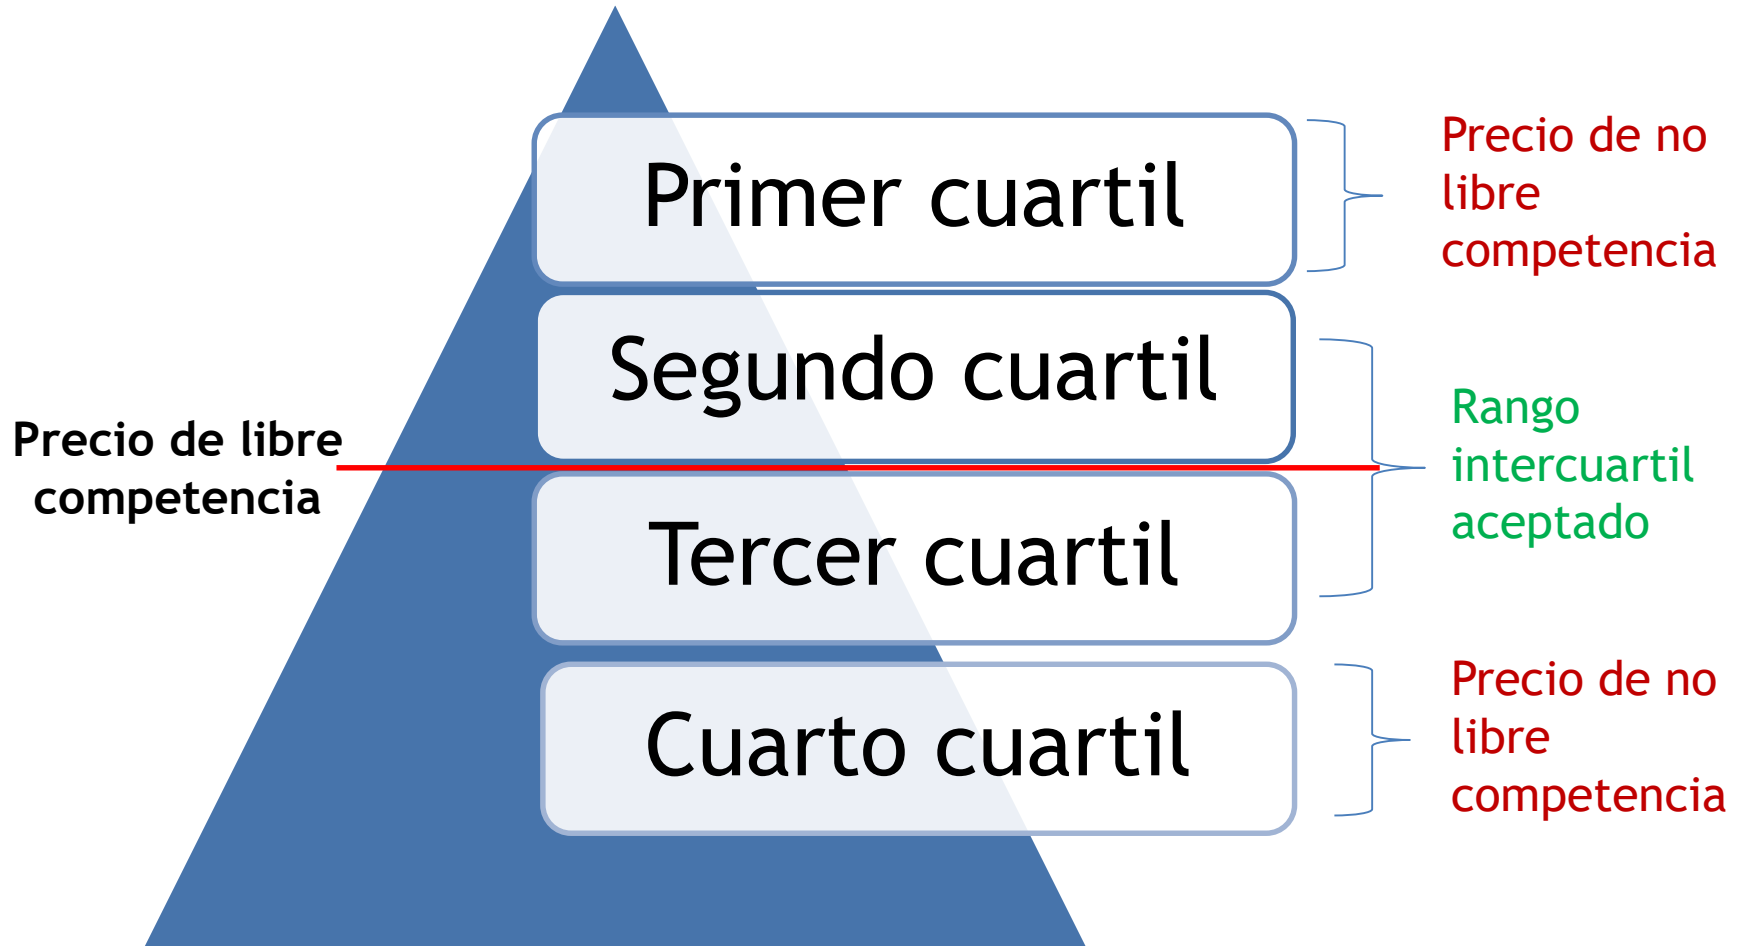 Primer cuartil
Precio de no
libre
competencia
Segundo cuartil
Precio de libre
competencia
Rango
intercuartil
aceptado
Tercer cuartil
Cuarto cuartil
Precio de no
libre
competencia